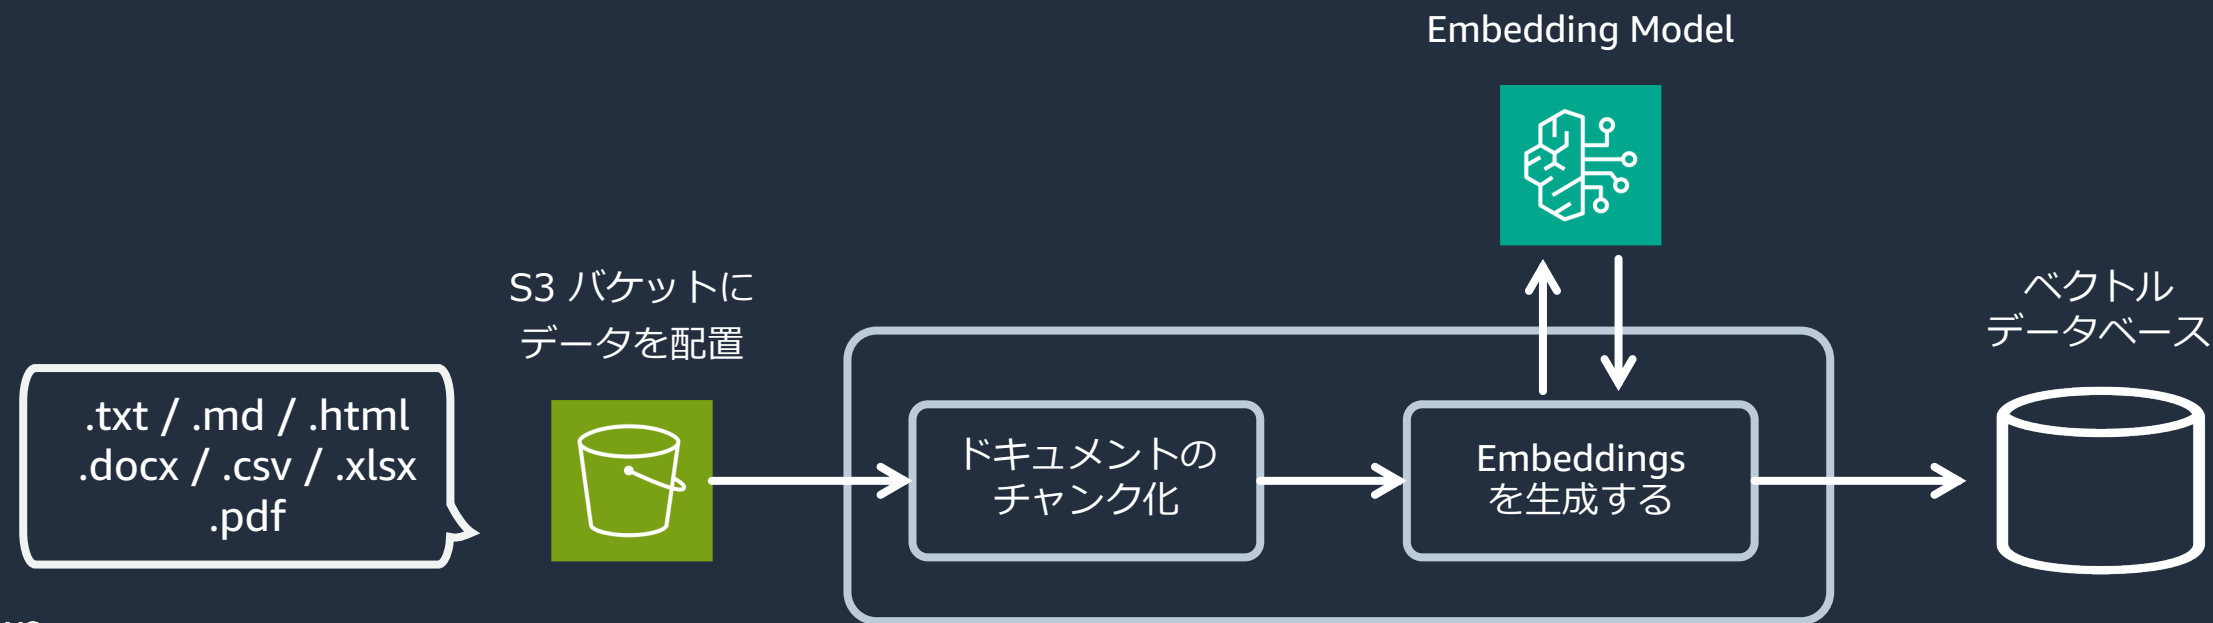 Embedding Model
S3 バケットに
データを配置
ベクトル
データベース
.txt / .md / .html
.docx / .csv / .xlsx
.pdf
ドキュメントの
チャンク化
Embeddings
を生成する